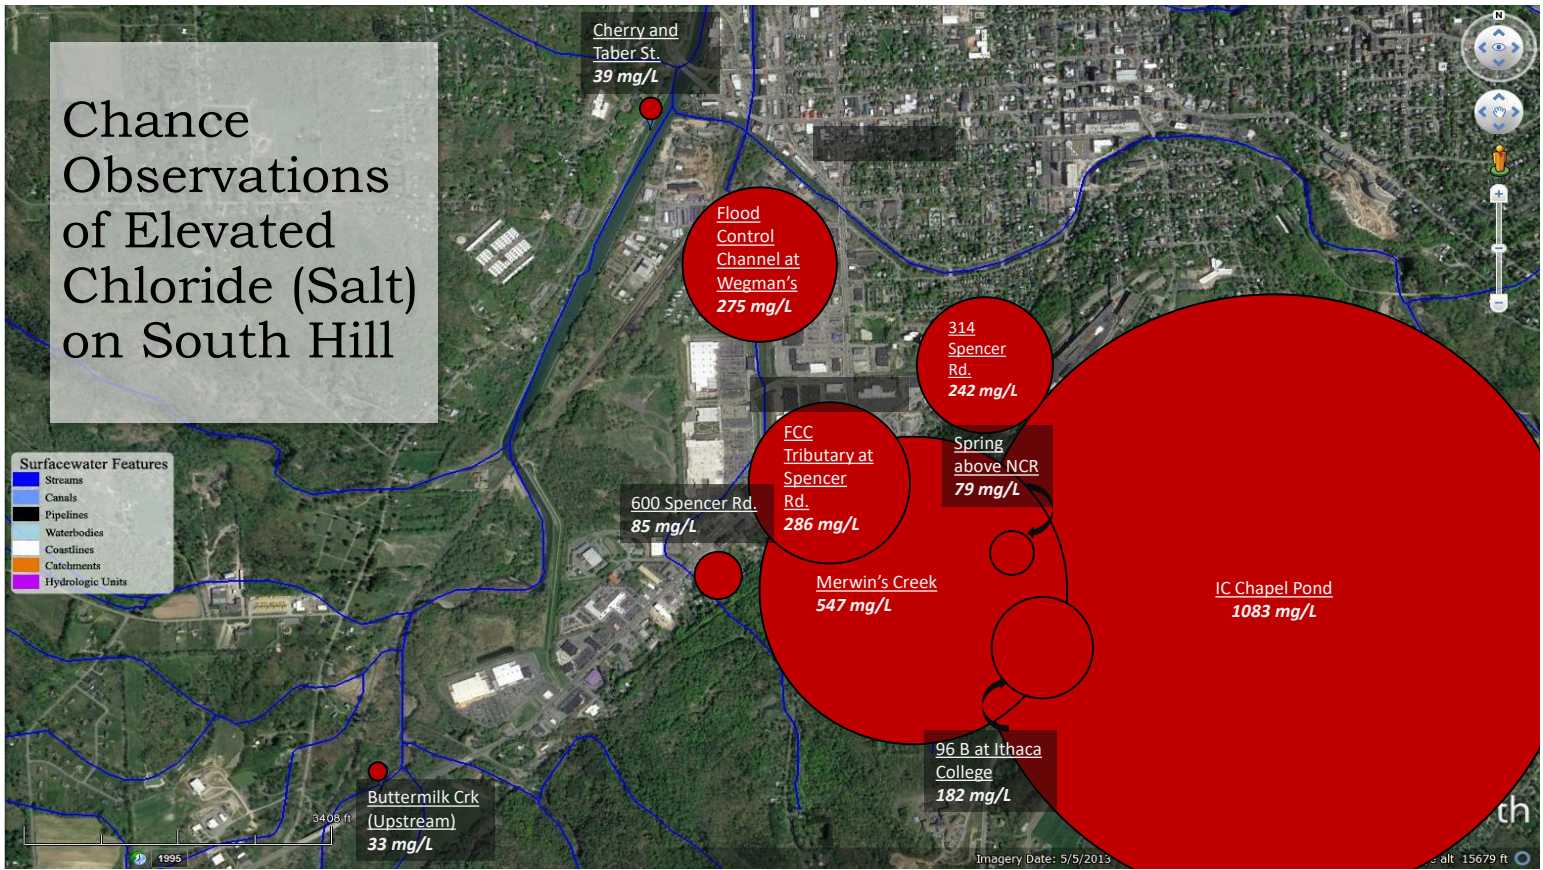 Chance
Observations
of Elevated
Chloride (Salt)
on South Hill
Cherry and
Taber St.
39 mg/L
N
Flood
Control
Channel at
Wegman's
275 mg/L
314
Spencer
Rd.
242 mg/L
FCC
Tributary at
Spencer
Rd.
286 mg/L
Spring
above NCR
79 mg/L
600 Spencer Rd.
85 mg/L
Merwin's Creek
547 mg/L
IC Chapel Pond
1083 mg/L
96 B at Ithaca
College
182 mg/L
Buttermilk Crk
(Upstream)
33 mg/L
Surfacewater Features
Streams
Canals
Pipelines
Waterbodies
Coastlines
Catchments
Hydrologic Units
3408 ft
1995
Imagery Date: 5/5/2013
alt 15679 ft